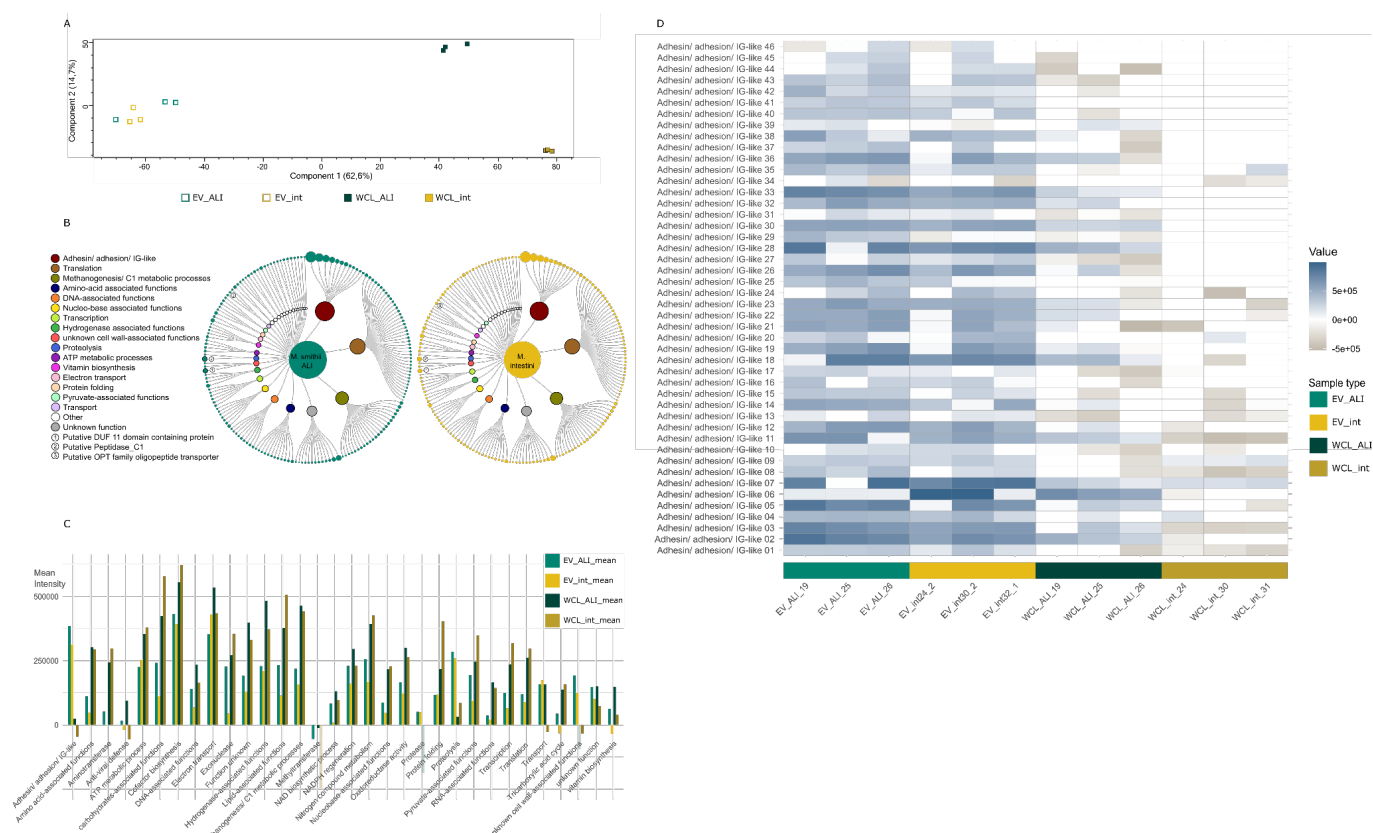 A
50
0
Component 2 (14,7%)
-60
-40
-20
0
20
40
60
80
Component 1 (62,6%)
EV_ALI
EV_int
WCL_ALI
WCL_int
B
Adhesin/ adhesion/ IG-like
Translation
Methanogenesis/ C1 metabolic processes
Amino-acid associated functions
DNA-associated functions
Nucleo-base associated functions
Transcription
Hydrogenase associated functions
unknown cell wall-associated functions
Proteolysis
ATP metabolic processes
Vitamin biosynthesis
Electron transport
Protein folding
Pyruvate-associated functions
Transport
Other
Unknown function
1 Putative DUF 11 domain containing protein
2 Putative Peptidase_C1
3 Putative OPT family oligopeptide transporter
M. smithii
ALI
M.
intestini
C
Mean
Intensity
500000
250000
0
EV_ALI_mean
EV_int_mean
WCL_ALI_mean
WCL_int_mean
Adhesin/ adhesion/ IG-like
Amino acid-associated functions
Aminotransferase
Anti-viral defense
ATP metabolic process
carbohydrates-associated functions
Cofactor biosynthesis
DNA-associated functions
Electron transport
Exonuclease
Function unknown
Hydrogenase-associated functions
Lipid-associated functions
anogenesis/ C1 metabolic processes
Methyltransferase
NAD biosynthetic process
NADPH regeneration
Nitrogen compound metabolism
Nucleobase-associated functions
Oxidoreductase activity
Protease
Protein folding
Proteolysis
Pyruvate-associated functions
RNA-associated functions
Transcription
Translation
Transport
Tricarboxylic acid cycle
nknown cell wall-associated functions
unknown function
vitamin biosynthesis
D
Adhesin/ adhesion/ IG-like 46
Adhesin/ adhesion/ IG-like 45
Adhesin/ adhesion/ IG-like 44
Adhesin/ adhesion/ IG-like 43
Adhesin/ adhesion/ IG-like 42
Adhesin/ adhesion/ IG-like 41
Adhesin/ adhesion/ IG-like 40
Adhesin/ adhesion/ IG-like 39
Adhesin/ adhesion/ IG-like 38
Adhesin/ adhesion/ IG-like 37
Adhesin/ adhesion/ IG-like 36
Adhesin/ adhesion/ IG-like 35
Adhesin/ adhesion/ IG-like 34
Adhesin/ adhesion/ IG-like 33
Adhesin/ adhesion/ IG-like 32
Adhesin/ adhesion/ IG-like 31
Adhesin/ adhesion/ IG-like 30
Adhesin/ adhesion/ IG-like 29
Adhesin/ adhesion/ IG-like 28
Adhesin/ adhesion/ IG-like 27
Adhesin/ adhesion/ IG-like 26
Adhesin/ adhesion/ IG-like 25
Adhesin/ adhesion/ IG-like 24
Adhesin/ adhesion/ IG-like 23
Adhesin/ adhesion/ IG-like 22
Adhesin/ adhesion/ IG-like 21
Adhesin/ adhesion/ IG-like 20
Adhesin/ adhesion/ IG-like 19
Adhesin/ adhesion/ IG-like 18
Adhesin/ adhesion/ IG-like 17
Adhesin/ adhesion/ IG-like 16
Adhesin/ adhesion/ IG-like 15
Adhesin/ adhesion/ IG-like 14
Adhesin/ adhesion/ IG-like 13
Adhesin/ adhesion/ IG-like 12
Adhesin/ adhesion/ IG-like 11
Adhesin/ adhesion/ IG-like 10
Adhesin/ adhesion/ IG-like 09
Adhesin/ adhesion/ IG-like 08
Adhesin/ adhesion/ IG-like 07
Adhesin/ adhesion/ IG-like 06
Adhesin/ adhesion/ IG-like 05
Adhesin/ adhesion/ IG-like 04
Adhesin/ adhesion/ IG-like 03
Adhesin/ adhesion/ IG-like 02
Adhesin/ adhesion/ IG-like 01
EV_ALI_19
EV_ALI_25
EV_ALI_26
EV_int24_2
EV_int30_2
EV_int32_1
WCL_ALI_19
WCL_ALI_25
WCL_ALI_26
WCL_int_24
WCL_int_30
WCL_int_31
Value
5e+05
0e+00
-5e+05
Sample type
EV_ALI
EV_int
WCL_ALI
WCL_int